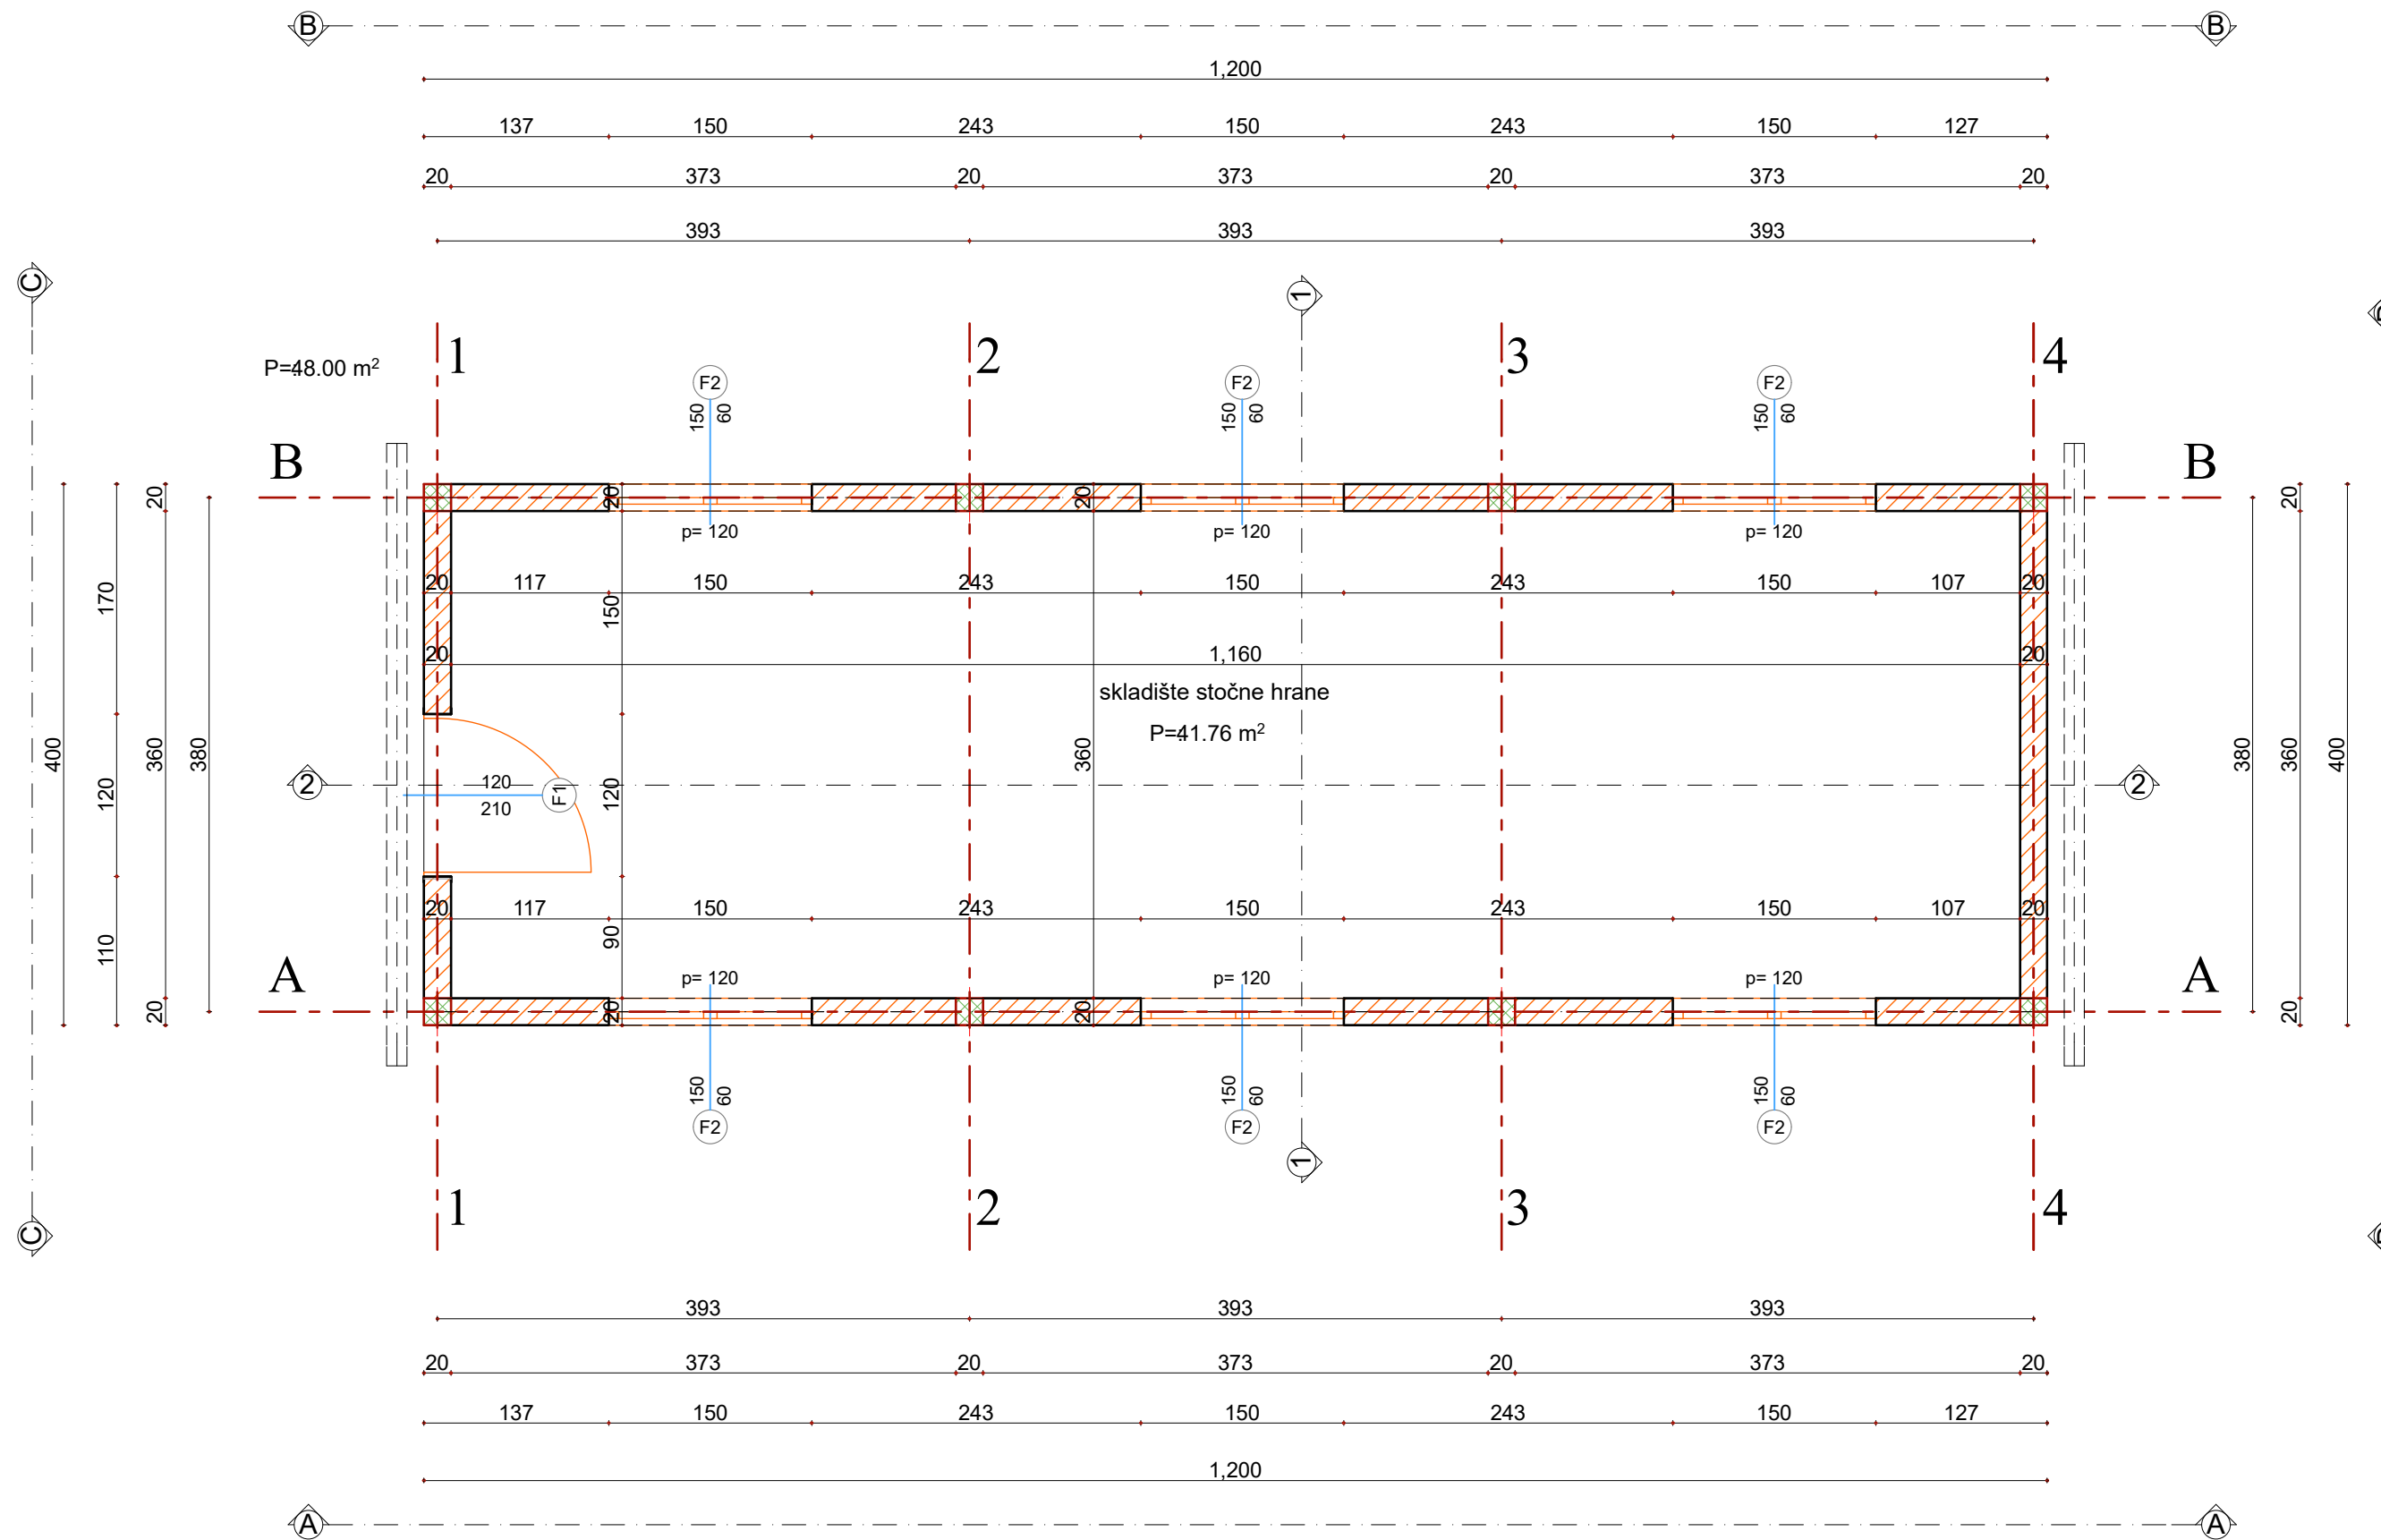 B B
1,200
137 150 243 150 243 150 127
20 373 20 373 20 373 20
393 393 393
C
1
1 2 3 4
P=48.00 m²
F2 F2 F2
150 60 150 60 150 60
B B
20 20 20 20
p= 120 p= 120 p= 120
20 117 150 243 150 243 150 107 20
170 150
20 1,160 20
skladište stočne hrane
P=41.76 m²
400 360 380 360 380 360 400
2 120 F1 2
210
120 120
20 117 150 243 150 243 150 107 20
110 90
p= 120 p= 120 p= 120
A A
20 20 20 20
150 60 150 60 150 60
F2 F2 F2
1
1 2 3 4
C
393 393 393
20 373 20 373 20 373 20
137 150 243 150 243 150 127
1,200
A A